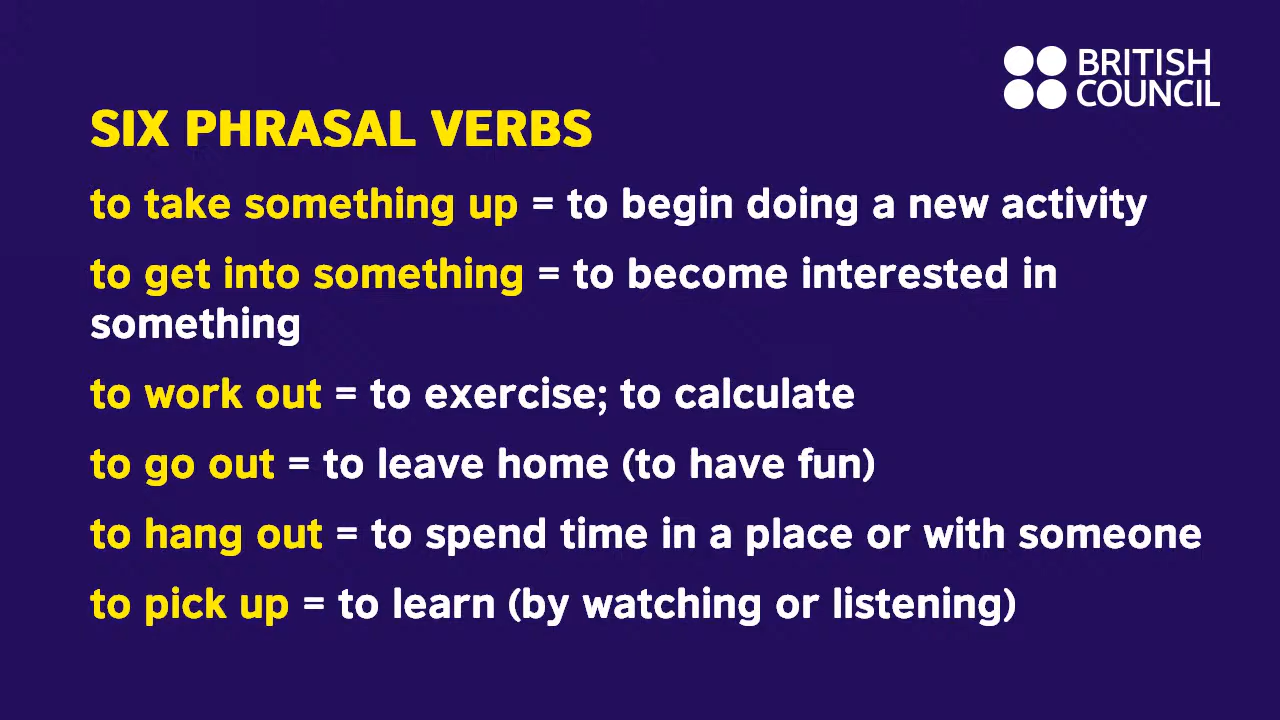 BRITISH
COUNCIL
SIX PHRASAL VERBS
to take something up = to begin doing a new activity
to get into something = to become interested in
something
to work out = to exercise; to calculate
to go out = to leave home (to have fun)
to hang out = to spend time in a place or with someone
to pick up = to learn (by watching or listening)